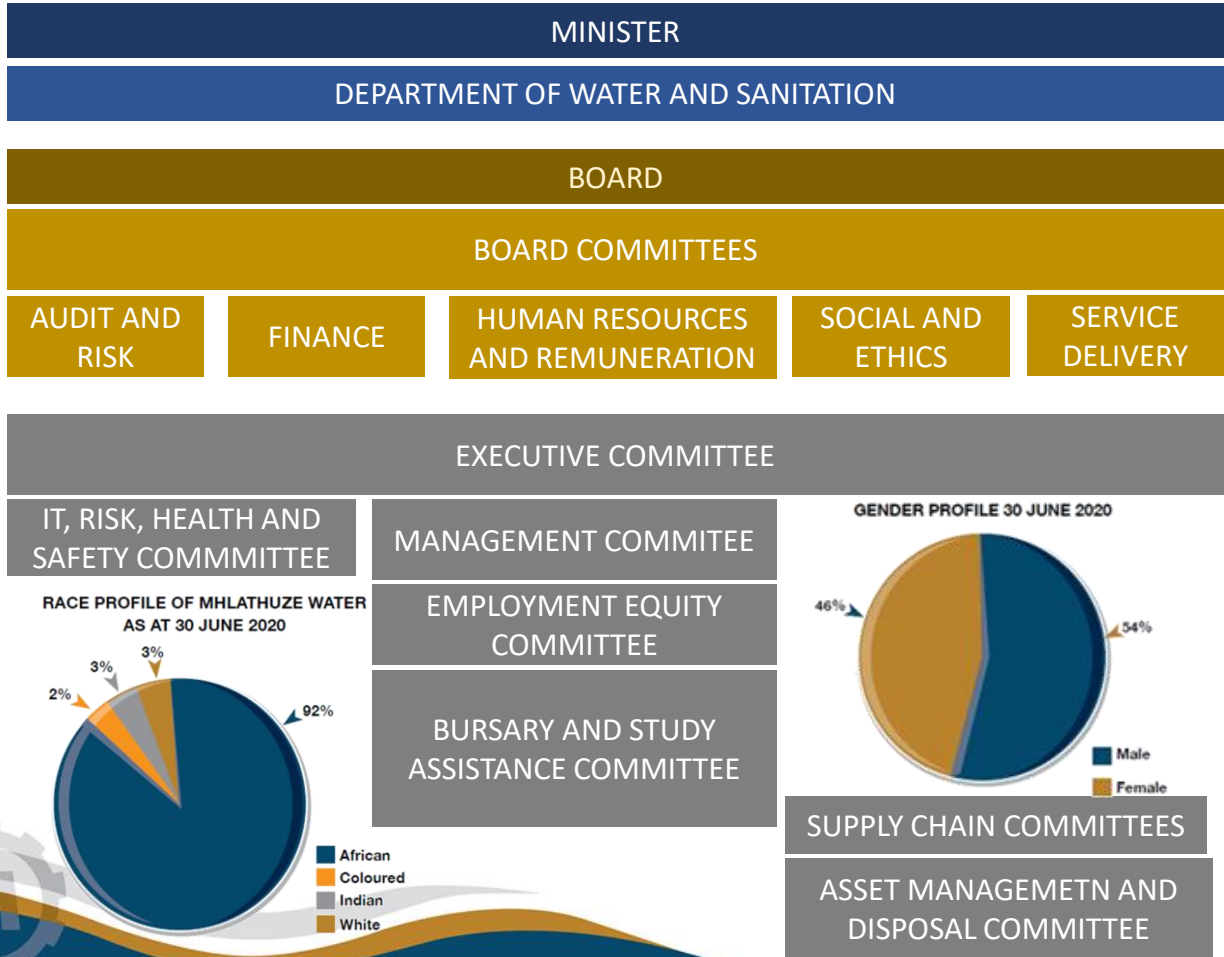 MINISTER
DEPARTMENT OF WATER AND SANITATION
BOARD
BOARD COMMITTEES
AUDIT AND
RISK
FINANCE
HUMAN RESOURCES
AND REMUNERATION
SOCIAL AND
ETHICS
SERVICE
DELIVERY
EXECUTIVE COMMITTEE
IT, RISK, HEALTH AND
SAFETY COMMMITTEE
RACE PROFILE OF MHLATHUZE WATER
AS AT 30 JUNE 2020
3%
3%
2%
92%
African
Coloured
Indian
White
MANAGEMENT COMMITEE
EMPLOYMENT EQUITY
COMMITTEE
BURSARY AND STUDY
ASSISTANCE COMMITTEE
GENDER PROFILE 30 JUNE 2020
46%
54%
Male
Female
SUPPLY CHAIN COMMITTEES
ASSET MANAGEMETN AND
DISPOSAL COMMITTEE